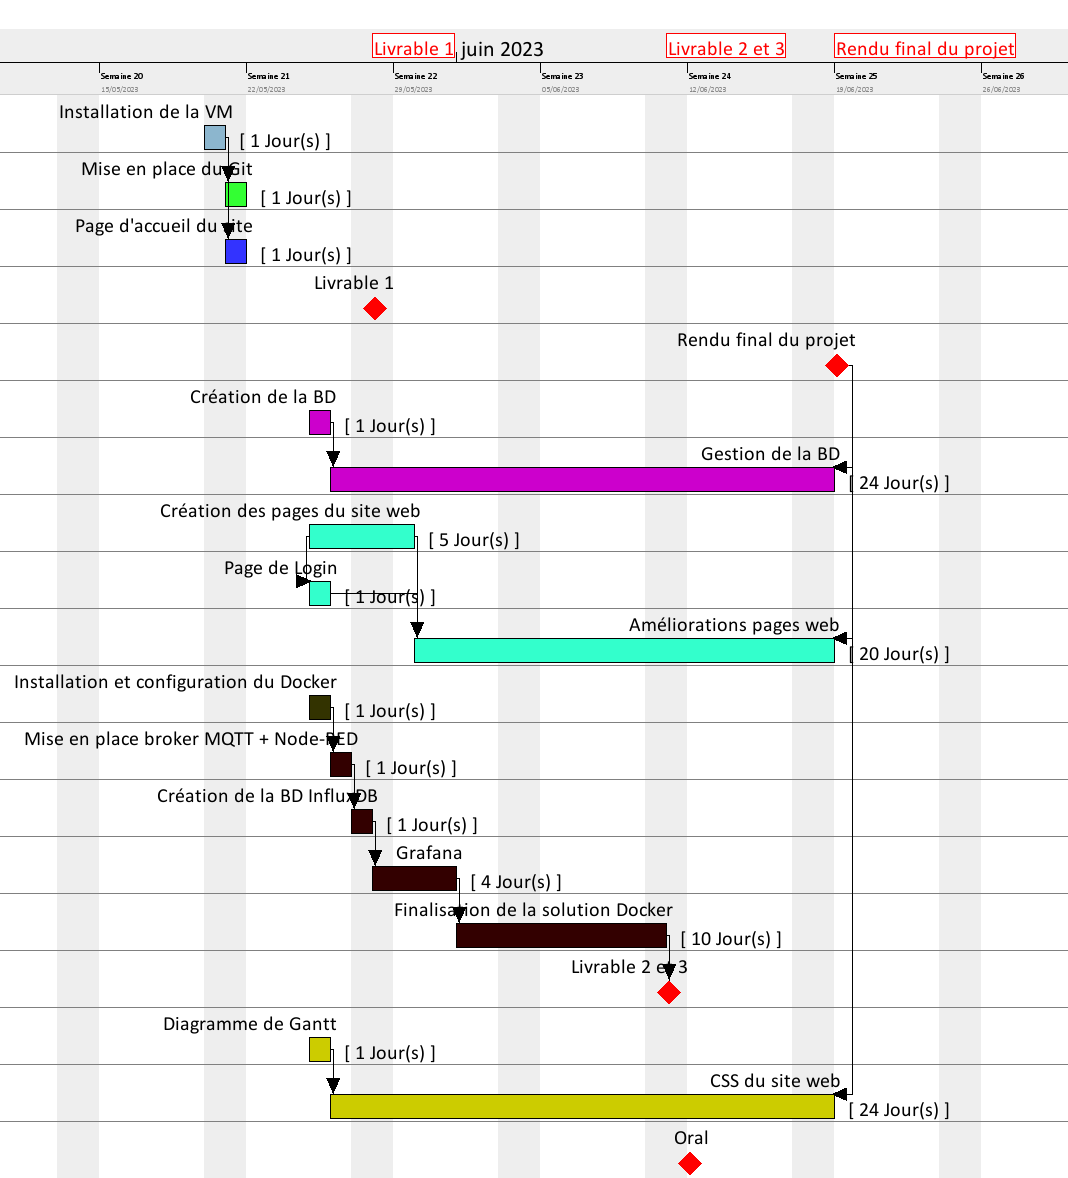 Livrable 1
juin 2023
Livrable 2 et 3
Rendu final du projet
Semaine 20
Semaine 21
Semaine 22
Semaine 23
Semaine 24
Semaine 25
Semaine 26
15/05/2023
22/05/2023
29/05/2023
05/06/2023
12/06/2023
19/06/2023
26/06/2023
Installation de la VM
[ 1 Jour(s) ]
Mise en place du Git
[ 1 Jour(s) ]
Page d'accueil du site
[ 1 Jour(s) ]
Livrable 1
Rendu final du projet
Création de la BD
[ 1 Jour(s) ]
Gestion de la BD
[ 24 Jour(s) ]
Création des pages du site web
[ 5 Jour(s) ]
Page de Login
[ 1 Jour(s) ]
Améliorations pages web
[ 20 Jour(s) ]
Installation et configuration du Docker
[ 1 Jour(s) ]
Mise en place broker MQTT + Node-RED
[ 1 Jour(s) ]
Création de la BD InfluxDB
[ 1 Jour(s) ]
Grafana
[ 4 Jour(s) ]
Finalisation de la solution Docker
[ 10 Jour(s) ]
Livrable 2 et 3
Diagramme de Gantt
[ 1 Jour(s) ]
CSS du site web
[ 24 Jour(s) ]
Oral